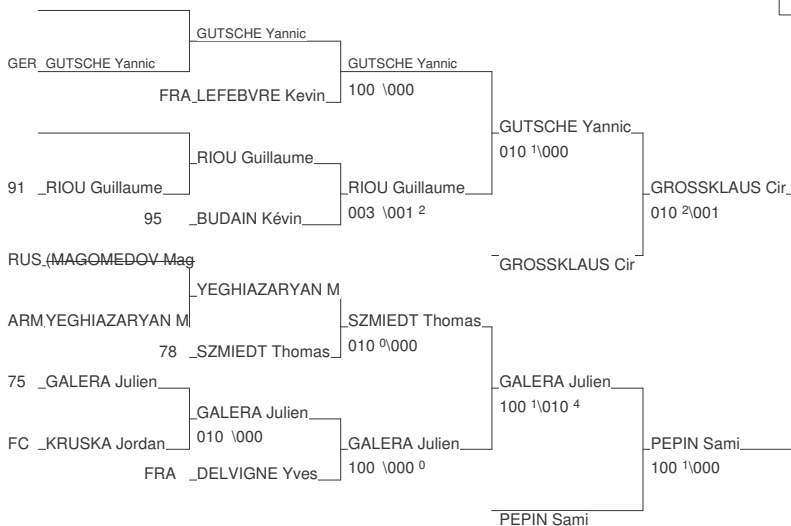 GUTSCHE Yannic
GER GUTSCHE Yannic
GUTSCHE Yannic
FRA LEFEBVRE Kevin
100 \000
GUTSCHE Yannic
010 1\000
RIOU Guillaume
91 RIOU Guillaume
RIOU Guillaume
003 \001 2
95 BUDAIN Kévin
GROSSKLAUS Cir
010 2\001
RUS (MAGOMEDOV Mag
GROSSKLAUS Cir
YEGHIAZARYAN M
ARM YEGHIAZARYAN M
SZMIEDT Thomas
010 0\000
78 SZMIEDT Thomas
75 GALERA Julien
GALERA Julien
100 1\010 4
GALERA Julien
010 \000
FC KRUSKA Jordan
GALERA Julien
100 \000 0
PEPIN Sami
100 1\000
FRA DELVIGNE Yves
PEPIN Sami